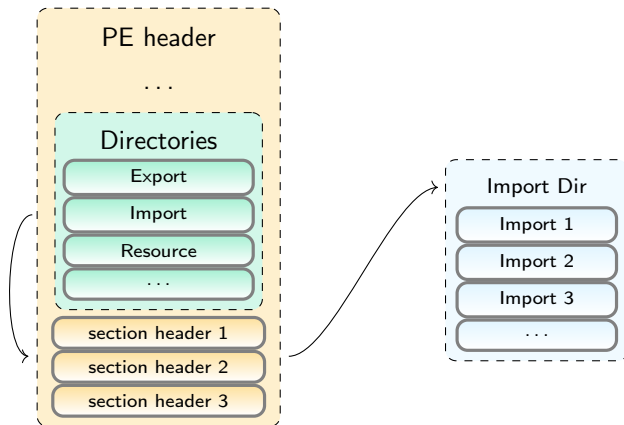 PE header
. . .
Directories
Export
Import
Resource
. . .
section header 1
section header 2
section header 3
Import Dir
Import 1
Import 2
Import 3
. . .